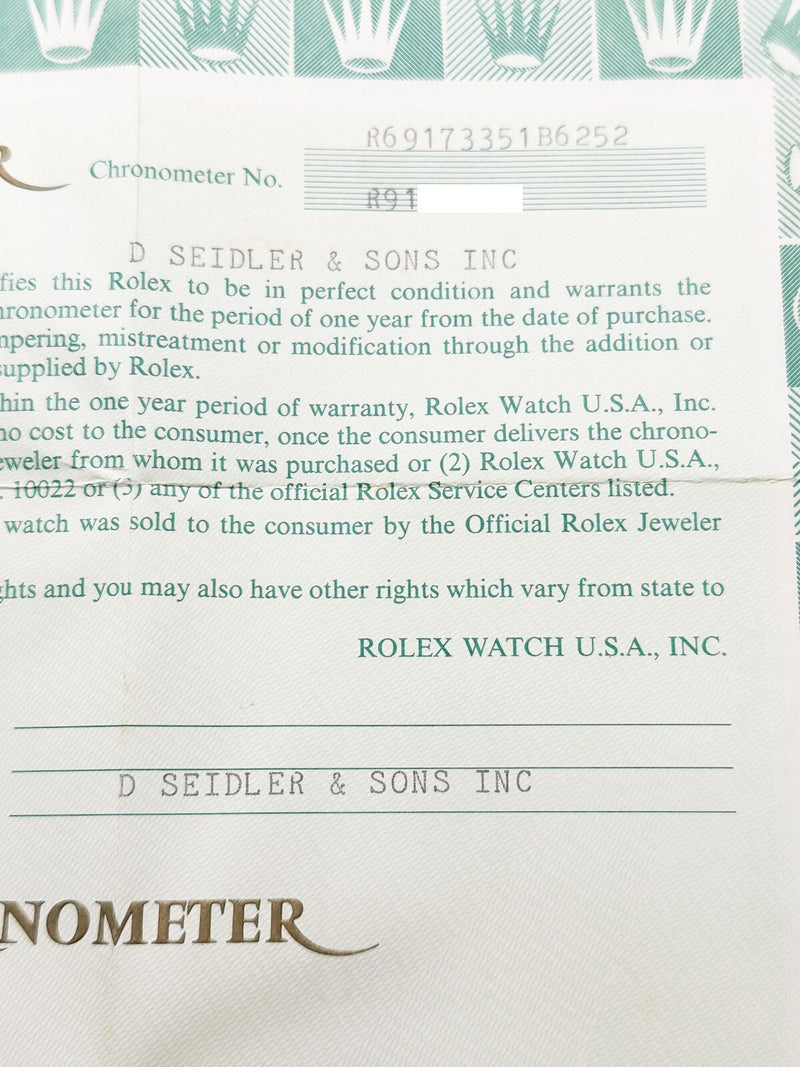 R69173351B6252
Chronometer No.
R91
D SEIDLER & SONS INC
fies this Rolex to be in perfect condition and warrants the
ronometer for the period of one year from the date of purchase.
pering, mistreatment or modification through the addition or
supplied by Rolex.
hin the one year period of warranty, Rolex Watch U.S.A., Inc.
no cost to the consumer, once the consumer delivers the chrono-
eweler from whom it was purchased or (2) Rolex Watch U.S.A.,
. 10022 or (3) any of the official Rolex Service Centers listed.
watch was sold to the consumer by the Official Rolex Jeweler
ghts and you may also have other rights which vary from state to
ROLEX WATCH U.S.A., INC.
D SEIDLER & SONS INC
NOMETER